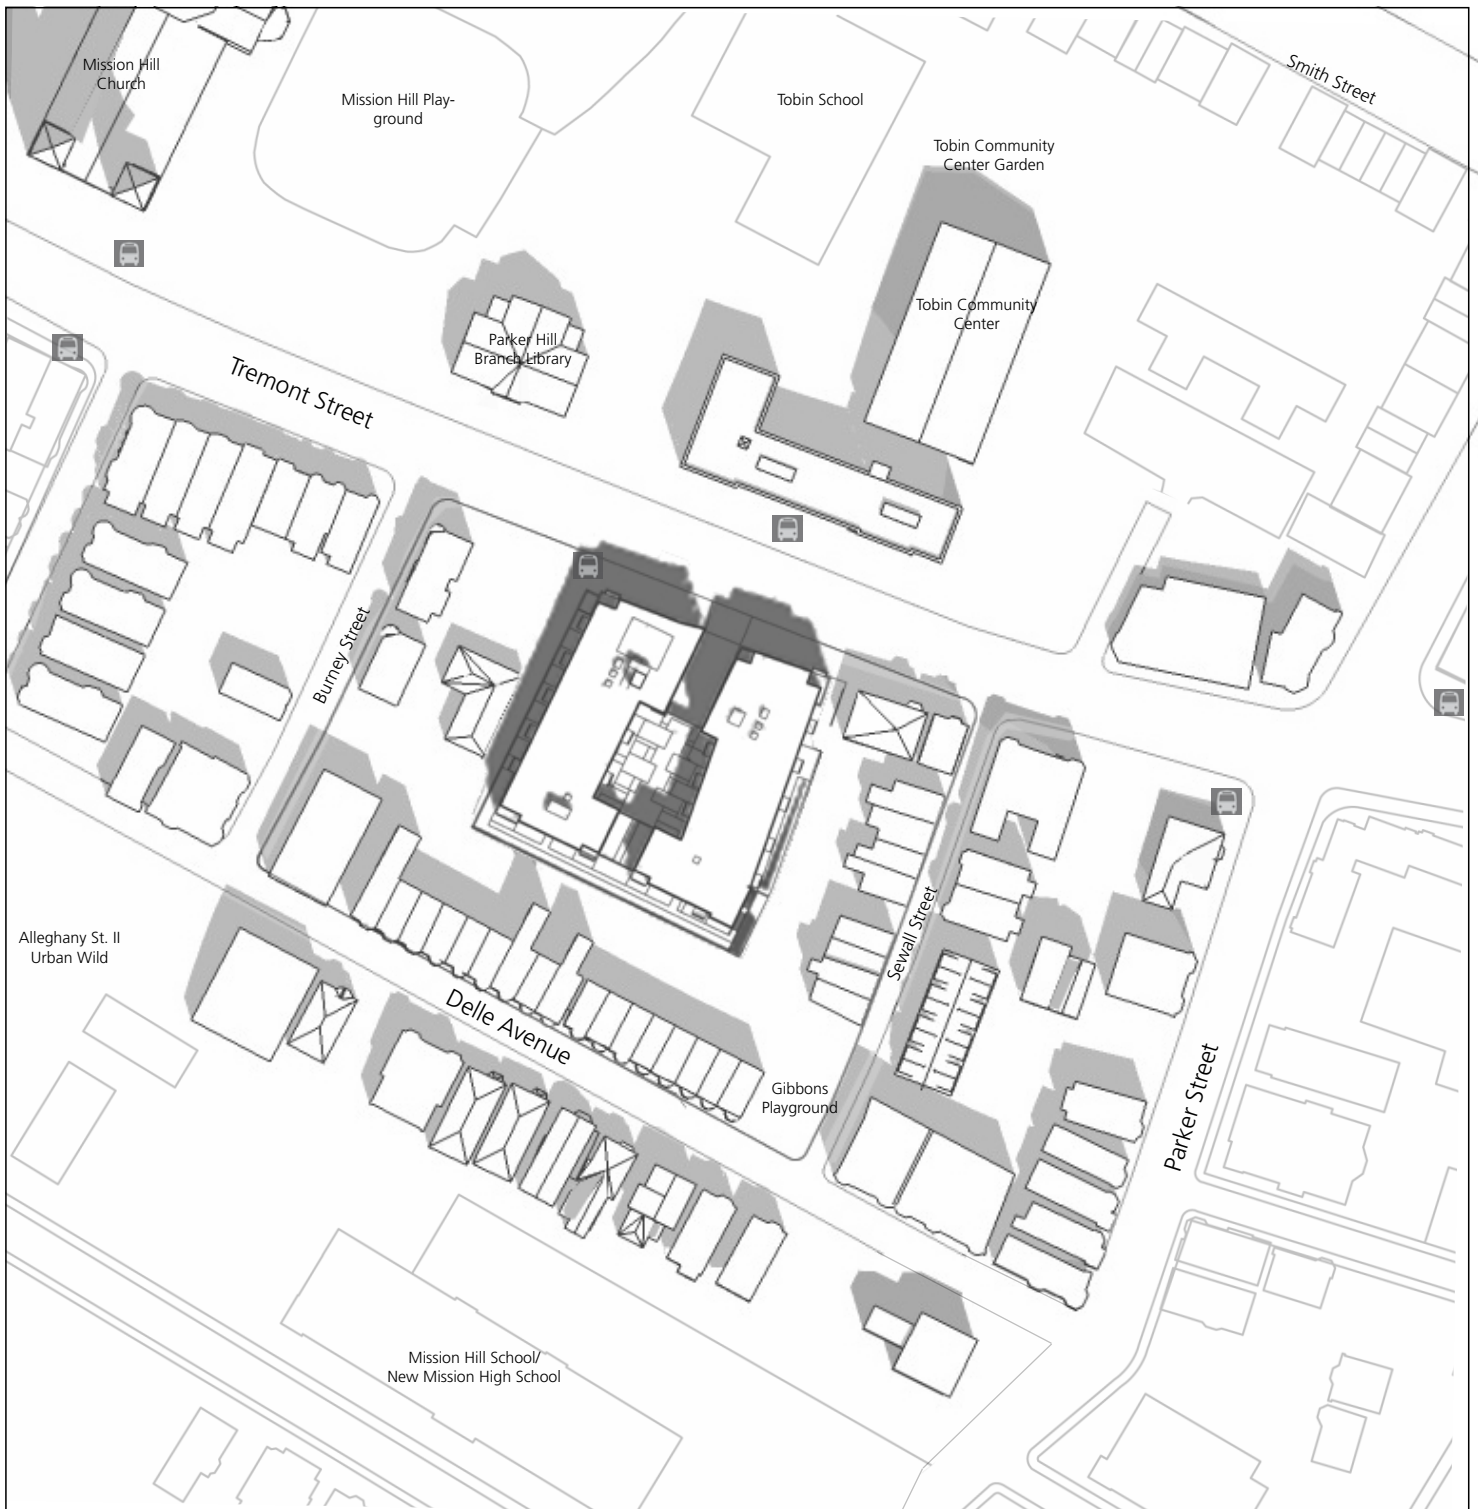 Smith Street
Mission Hill
Church
Mission Hill Play-
ground
Tobin School
Tobin Community
Center Garden
Tobin Community
Center
Parker Hill
Branch Library
Tremont Street
Burney Street
Sewall Street
Alleghany St. II
Urban Wild
Delle Avenue
Gibbons
Playground
Parker Street
Mission Hill School/
New Mission High School